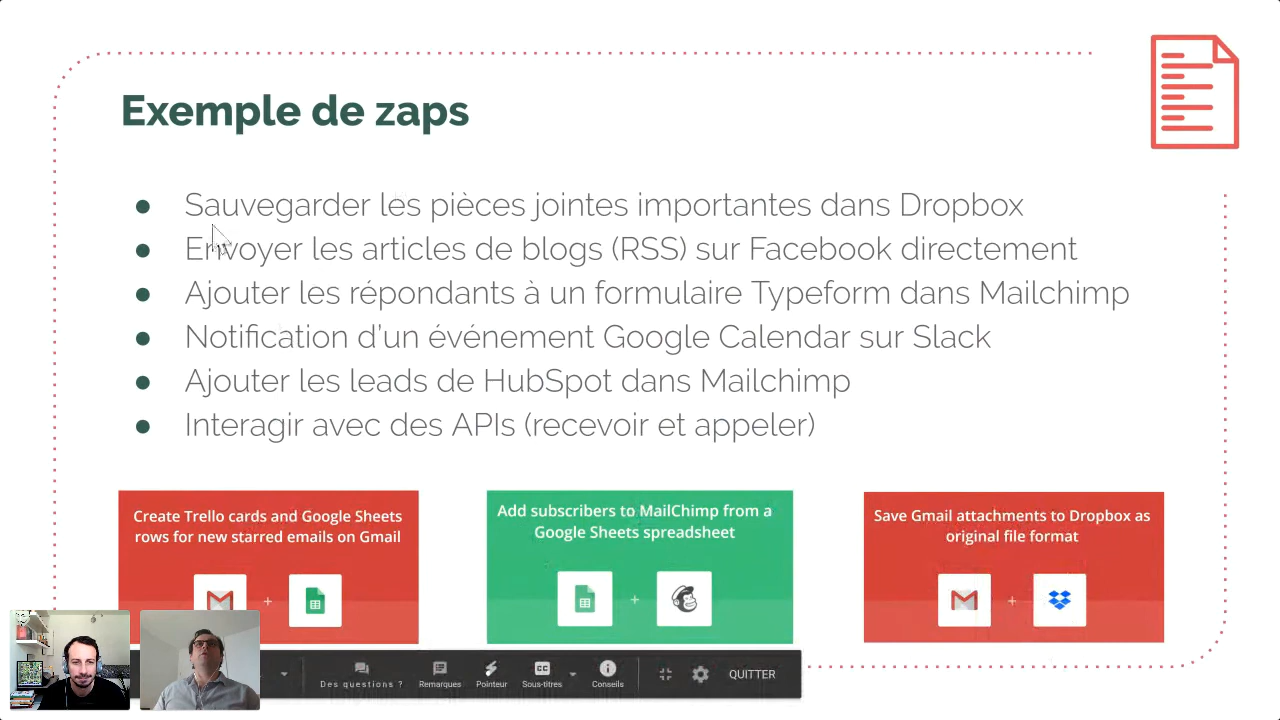 Exemple de zaps
Sauvegarder les pièces jointes importantes dans Dropbox
Envoyer les articles de blogs (RSS) sur Facebook directement
Ajouter les répondants à un formulaire Typeform dans Mailchimp
Notification d'un événement Google Calendar sur Slack
Ajouter les leads de HubSpot dans Mailchimp
Interagir avec des APIs (recevoir et appeler)
Create Trello cards and Google Sheets
rows for new starred emails on Gmail
Add subscribers to MailChimp from a
Google Sheets spreadsheet
Save Gmail attachments to Dropbox as
original file format
+
+
+
Des questions ?
Remarques
Pointeur
Sous-titres
Conseils
QUITTER